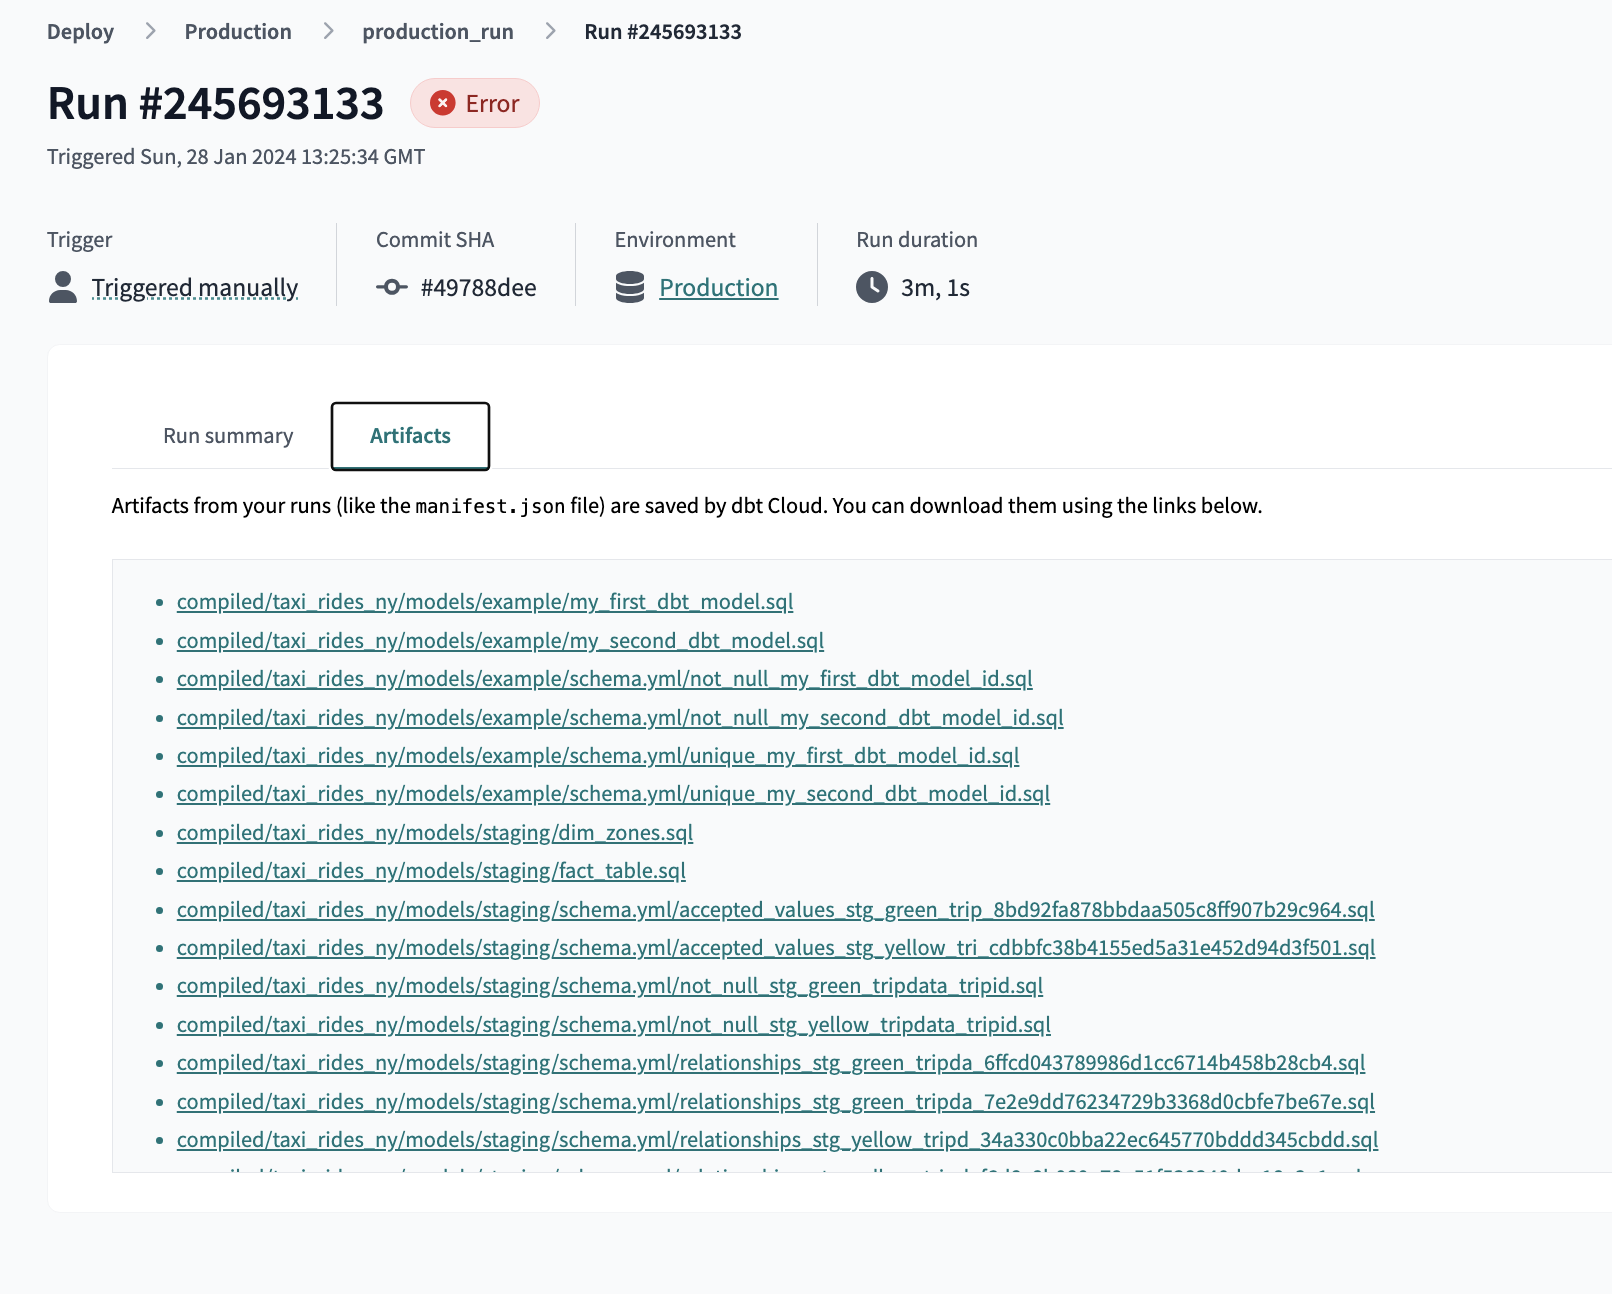 Deploy > Production > production_run > Run #245693133
Run #245693133 Error
Triggered Sun, 28 Jan 2024 13:25:34 GMT
Trigger
Triggered manually
Commit SHA
#49788dee
Environment
Production
Run duration
3m, 1s
Run summary Artifacts
Artifacts from your runs (like the manifest.json file) are saved by dbt Cloud. You can download them using the links below.
• compiled/taxi_rides_ny/models/example/my_first_dbt_model.sql
• compiled/taxi_rides_ny/models/example/my_second_dbt_model.sql
• compiled/taxi_rides_ny/models/example/schema.yml/not_null_my_first_dbt_model_id.sql
• compiled/taxi_rides_ny/models/example/schema.yml/not_null_my_second_dbt_model_id.sql
• compiled/taxi_rides_ny/models/example/schema.yml/unique_my_first_dbt_model_id.sql
• compiled/taxi_rides_ny/models/example/schema.yml/unique_my_second_dbt_model_id.sql
• compiled/taxi_rides_ny/models/staging/dim_zones.sql
• compiled/taxi_rides_ny/models/staging/fact_table.sql
• compiled/taxi_rides_ny/models/staging/schema.yml/accepted_values_stg_green_trip_8bd92fa878bbdaa505c8ff907b29c964.sql
• compiled/taxi_rides_ny/models/staging/schema.yml/accepted_values_stg_yellow_tri_cdbbfc38b4155ed5a31e452d94d3f501.sql
• compiled/taxi_rides_ny/models/staging/schema.yml/not_null_stg_green_tripdata_tripid.sql
• compiled/taxi_rides_ny/models/staging/schema.yml/not_null_stg_yellow_tripdata_tripid.sql
• compiled/taxi_rides_ny/models/staging/schema.yml/relationships_stg_green_tripda_6ffcd043789986d1cc6714b458b28cb4.sql
• compiled/taxi_rides_ny/models/staging/schema.yml/relationships_stg_green_tripda_7e2e9dd76234729b3368d0cbfe7be67e.sql
• compiled/taxi_rides_ny/models/staging/schema.yml/relationships_stg_yellow_tripd_34a330c0bba22ec645770bddd345cbdd.sql